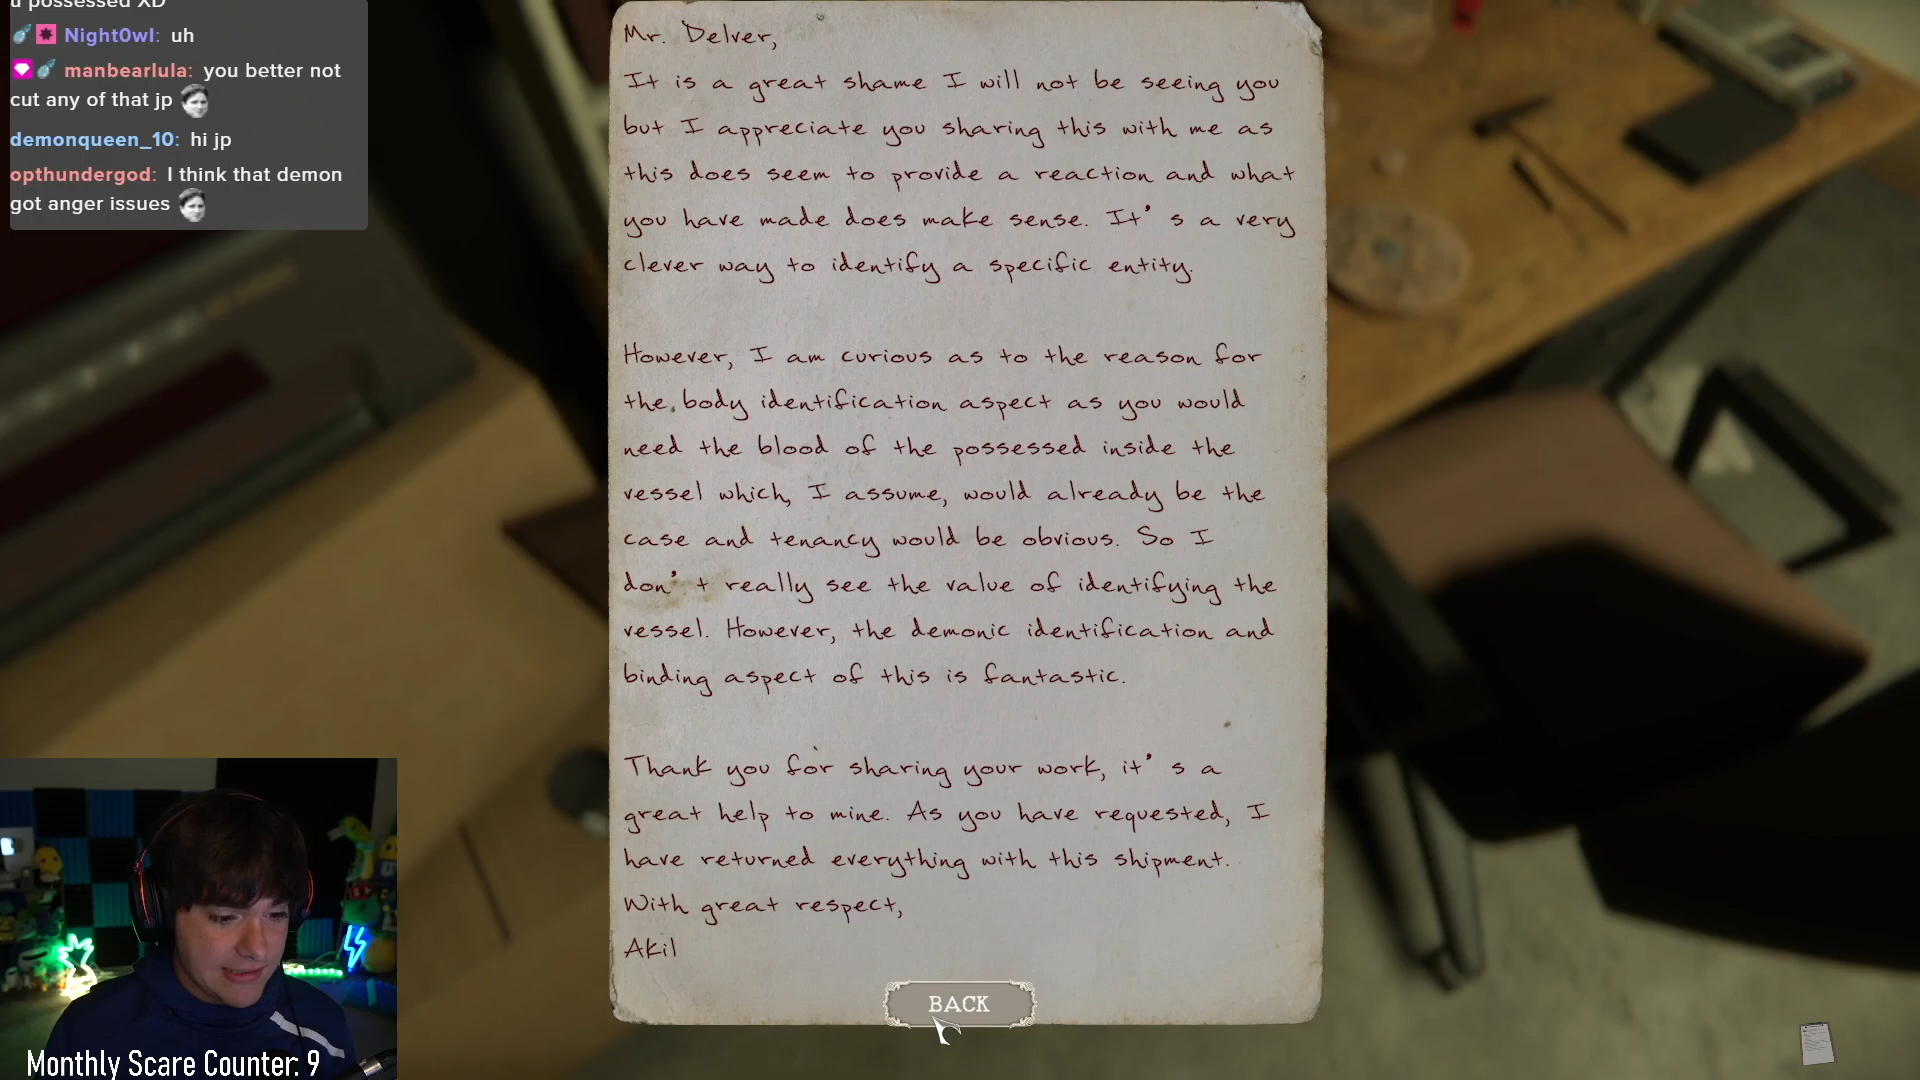 u possessed XD
Night0wl: uh
manbearlula: you better not
cut any of that jp
demonqueen_10: hi jp
opthundergod: I think that demon
got anger issues
Mr. Delver,
It is a great shame I will not be seeing you
but I appreciate you sharing this with me as
this does seem to provide a reaction and what
you have made does make sense. It's a very
clever way to identify a specific entity.
However, I am curious as to the reason for
the body identification aspect as you would
need the blood of the possessed inside the
vessel which, I assume, would already be the
case and tenancy would be obvious. So I
don't really see the value of identifying the
vessel. However, the demonic identification and
binding aspect of this is fantastic.
Thank you for sharing your work, it's a
great help to mine. As you have requested, I
have returned everything with this shipment.
With great respect,
Akil
BACK
Monthly Scare Counter: 9